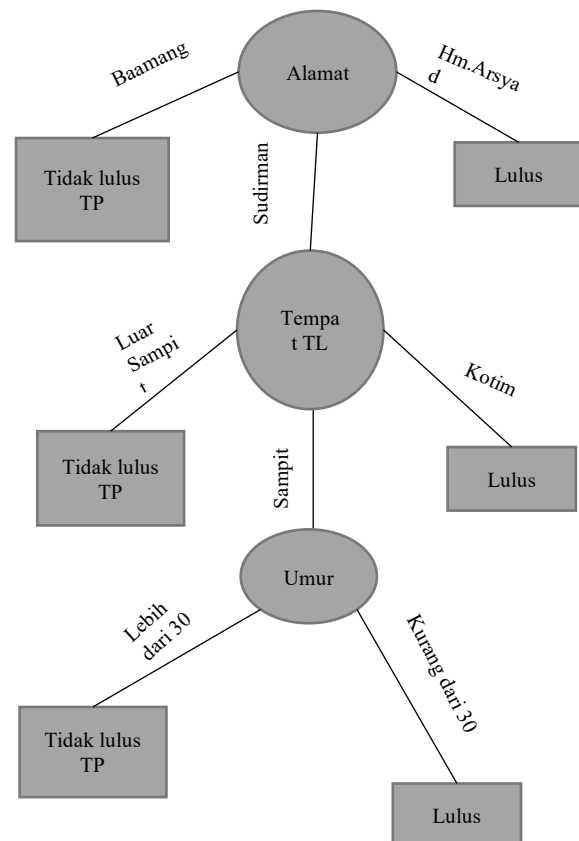 Baamang
Alamat
Hm.Arsya
d
Tidak lulus
TP
Sudirman
Lulus
Luar
Sampi
t
Tempa
t TL
Kotim
Tidak lulus
TP
Sampit
Lulus
Umur
Lebih
dari 30
Kurang dari 30
Tidak lulus
TP
Lulus